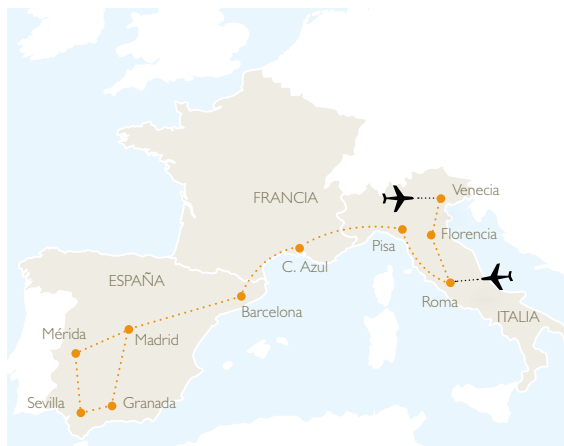 Venecia
FRANCIA
Florencia
Pisa
C. Azul
ESPAÑA
Roma
Barcelona
ITALIA
Mérida
Madrid
Sevilla
Granada